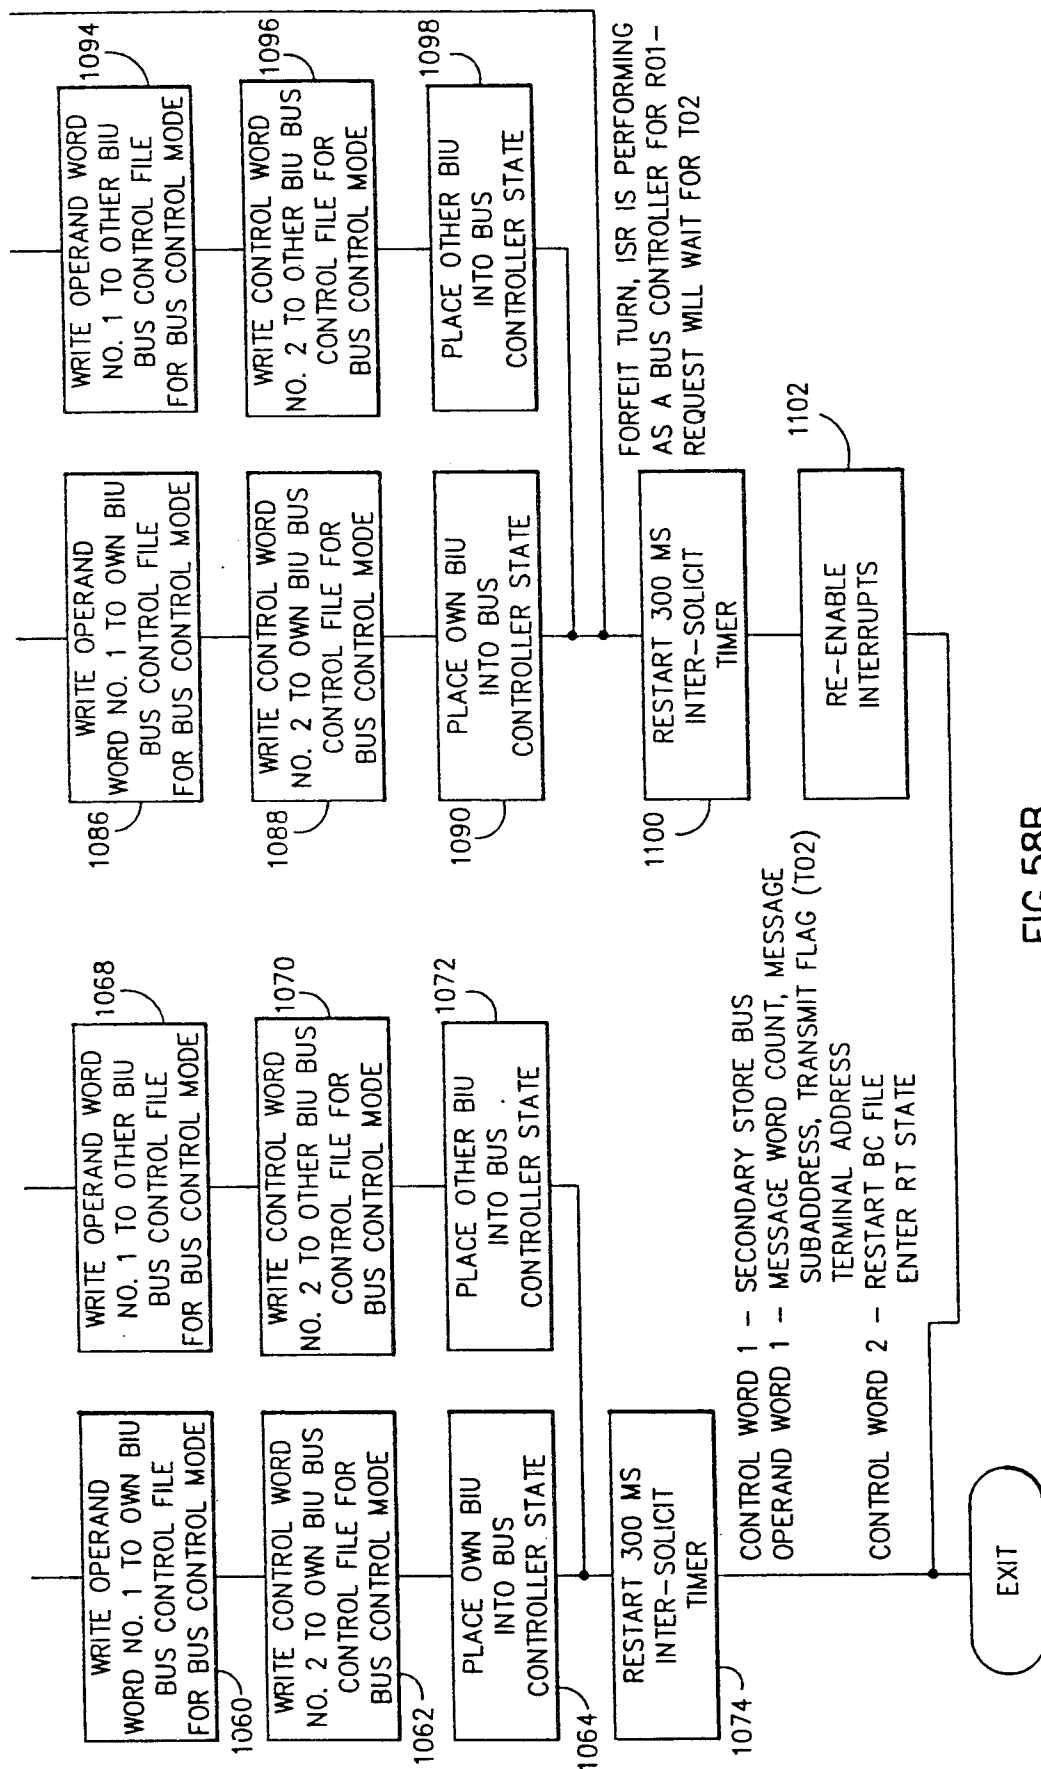 WRITE OPERAND
WORD NO. 1 TO OWN BIU
BUS CONTROL FILE
FOR BUS CONTROL MODE
1060
WRITE CONTROL WORD
NO. 2 TO OWN BIU BUS
CONTROL FILE FOR
BUS CONTROL MODE
1062
PLACE OWN BIU
INTO BUS
CONTROLLER STATE
1064
RESTART 300 MS
INTER-SOLICIT
TIMER
1074
WRITE OPERAND WORD
NO. 1 TO OTHER BIU
BUS CONTROL FILE
FOR BUS CONTROL MODE
1068
WRITE CONTROL WORD
NO. 2 TO OTHER BIU BUS
CONTROL FILE FOR
BUS CONTROL MODE
1070
PLACE OTHER BIU
INTO BUS
CONTROLLER STATE
1072
CONTROL WORD 1 – SECONDARY STORE BUS
OPERAND WORD 1 – MESSAGE WORD COUNT, MESSAGE
SUBADDRESS, TRANSMIT FLAG (T02)
TERMINAL ADDRESS
CONTROL WORD 2 – RESTART BC FILE
ENTER RT STATE
EXIT
WRITE OPERAND
WORD NO. 1 TO OWN BIU
BUS CONTROL FILE
FOR BUS CONTROL MODE
1086
WRITE CONTROL WORD
NO. 2 TO OWN BIU BUS
CONTROL FILE FOR
BUS CONTROL MODE
1088
PLACE OWN BIU
INTO BUS
CONTROLLER STATE
1090
WRITE OPERAND WORD
NO. 1 TO OTHER BIU
BUS CONTROL FILE
FOR BUS CONTROL MODE
1094
WRITE CONTROL WORD
NO. 2 TO OTHER BIU BUS
CONTROL FILE FOR
BUS CONTROL MODE
1096
PLACE OTHER BIU
INTO BUS
CONTROLLER STATE
1098
RESTART 300 MS
INTER-SOLICIT
TIMER
1100
FORFEIT TURN, ISR IS PERFORMING
AS A BUS CONTROLLER FOR R01–
REQUEST WILL WAIT FOR T02
RE-ENABLE
INTERRUPTS
1102
FIG.58B